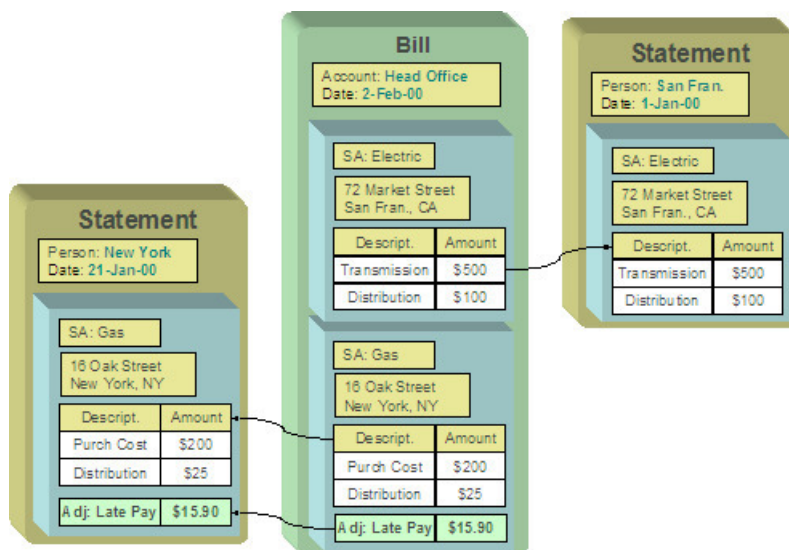 Bill
Account: Head Office
Date: 2-Feb-00
SA: Electric
72 Market Street
San Fran., CA
Descript. Amount
Transmission $500
Distribution $100
SA: Gas
16 Oak Street
New York, NY
Descript. Amount
Purch Cost $200
Distribution $25
Adj: Late Pay $15.90
Statement
Person: San Fran.
Date: 1-Jan-00
SA: Electric
72 Market Street
San Fran., CA
Descript. Amount
Transmission $500
Distribution $100
Statement
Person: New York
Date: 21-Jan-00
SA: Gas
16 Oak Street
New York, NY
Descript. Amount
Purch Cost $200
Distribution $25
Adj: Late Pay $15.90